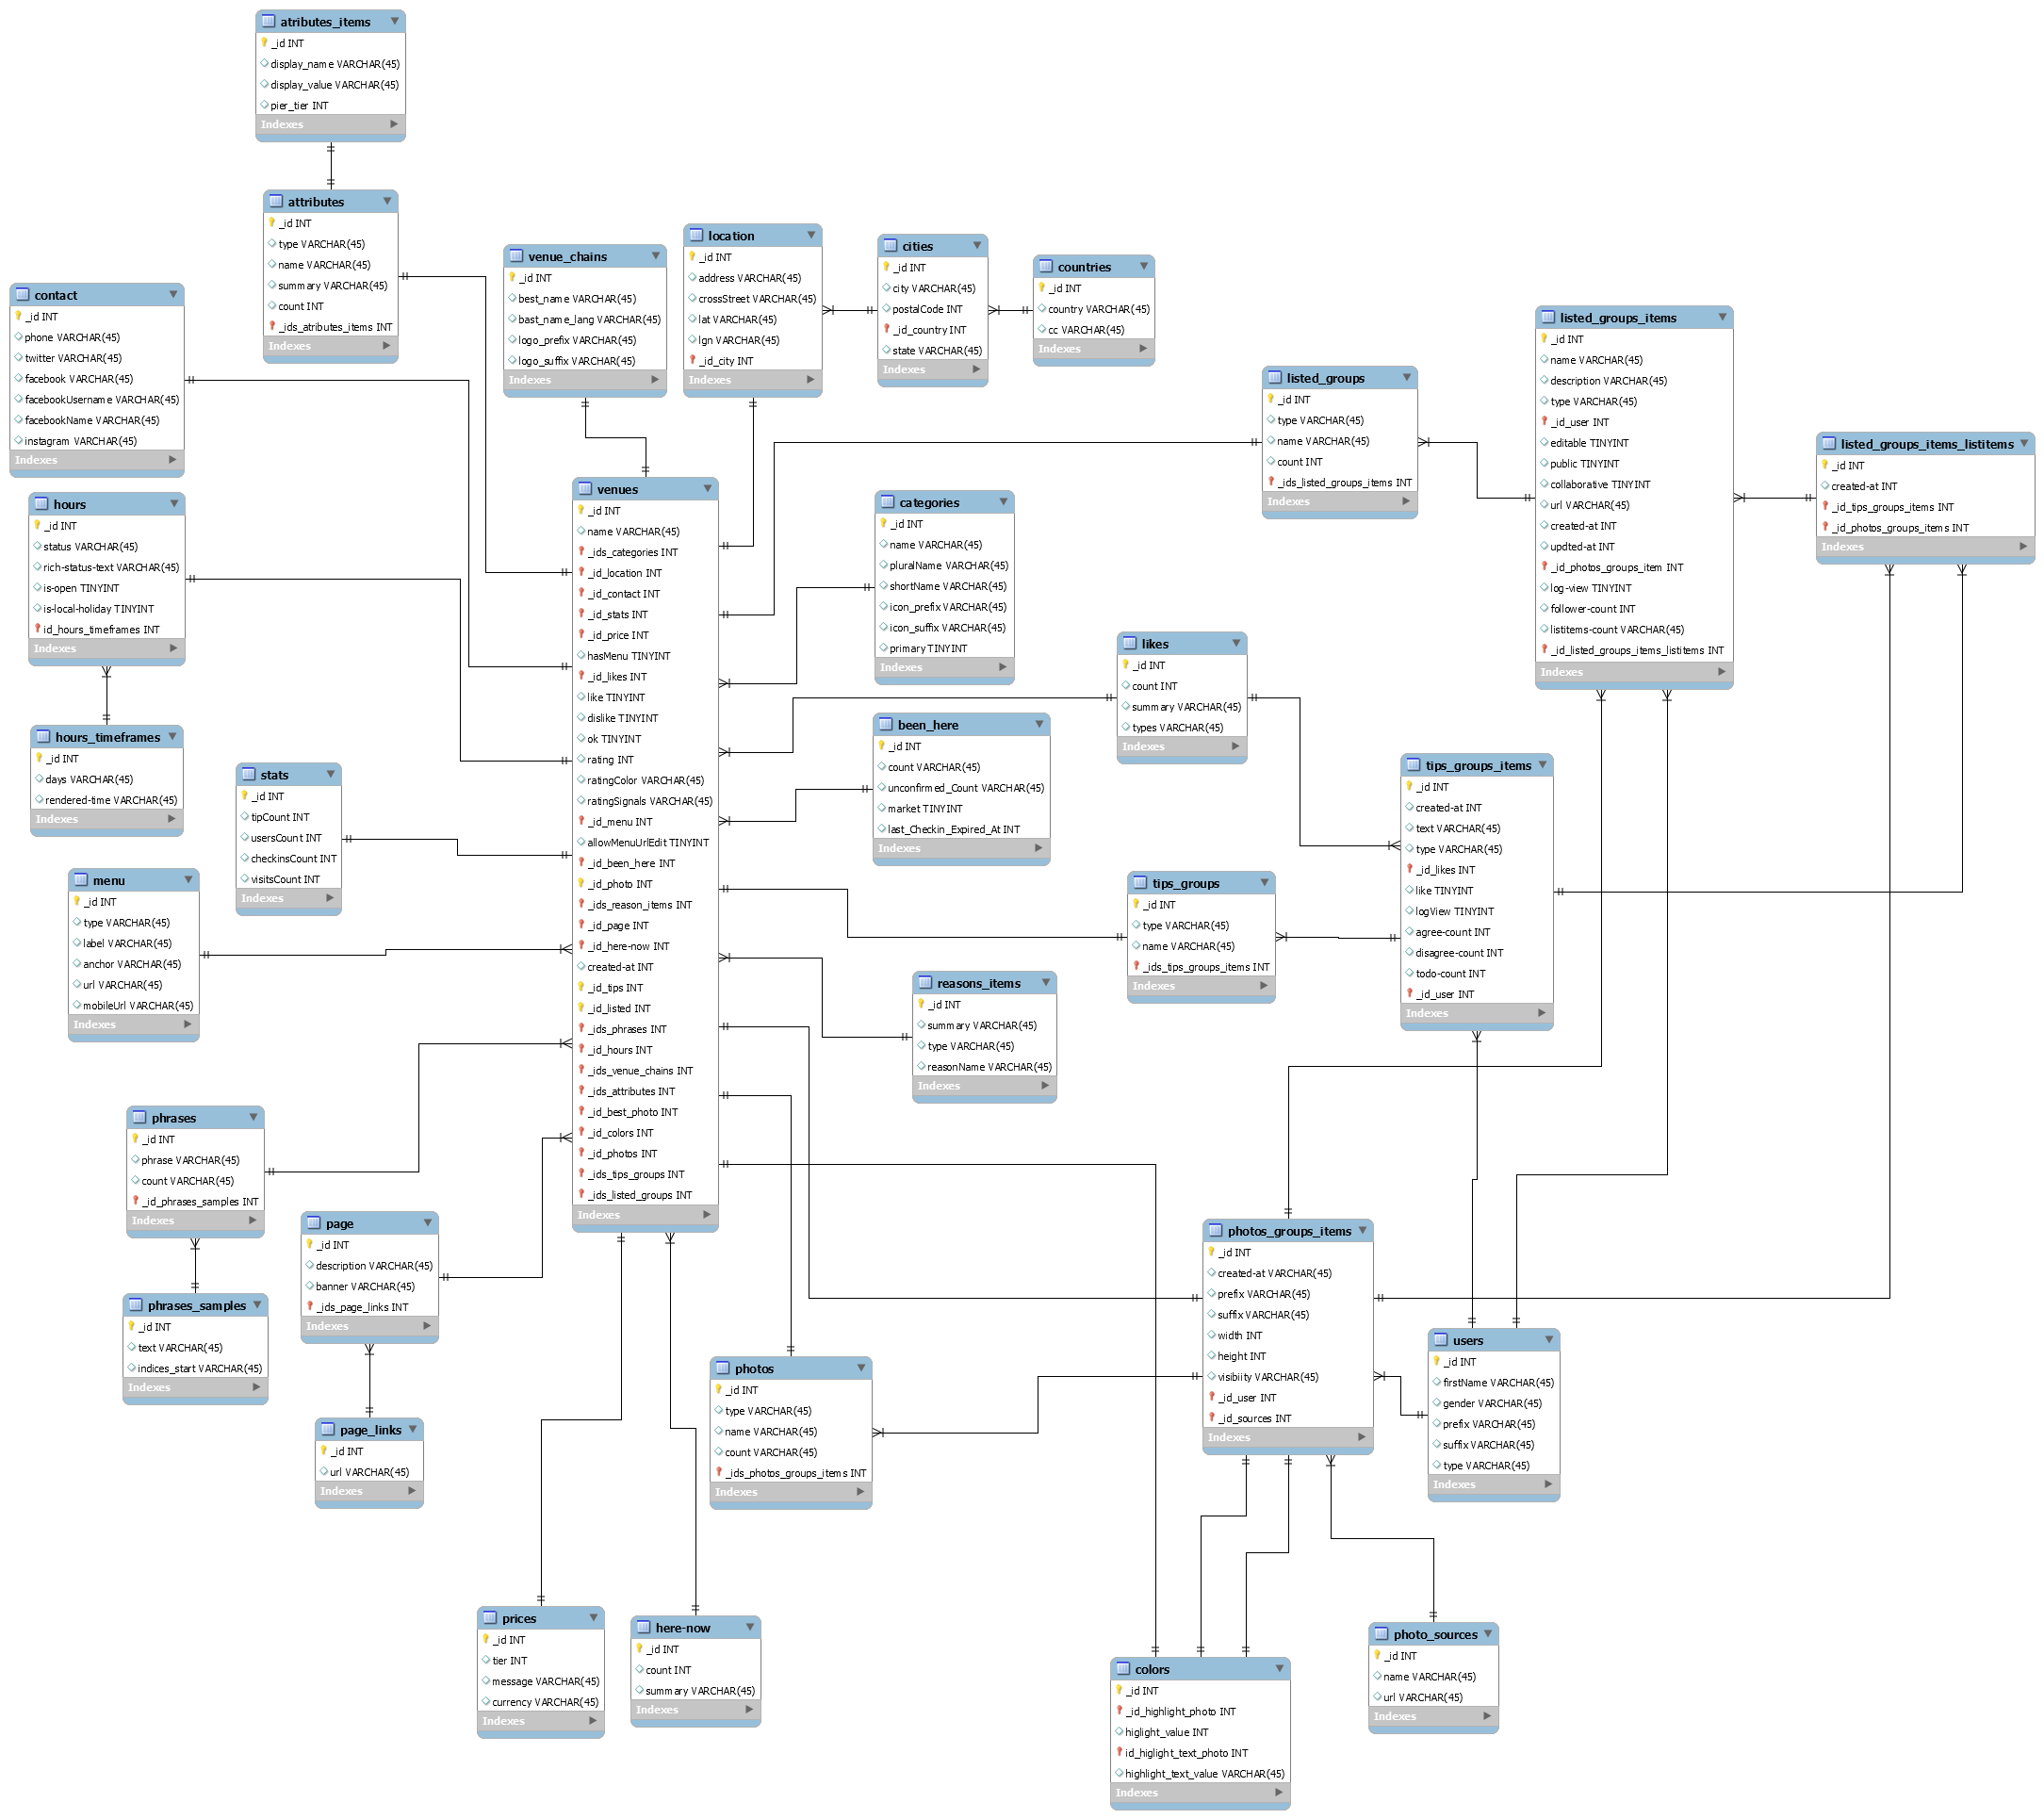 atributes_items
_id INT
display_name VARCHAR(45)
display_value VARCHAR(45)
pier_tier INT
Indexes
attributes
_id INT
type VARCHAR(45)
name VARCHAR(45)
summary VARCHAR(45)
count INT
_ids_atributes_items INT
Indexes
contact
_id INT
phone VARCHAR(45)
twitter VARCHAR(45)
facebook VARCHAR(45)
facebookUsername VARCHAR(45)
facebookName VARCHAR(45)
instagram VARCHAR(45)
Indexes
venue_chains
_id INT
best_name VARCHAR(45)
bast_name_lang VARCHAR(45)
logo_prefix VARCHAR(45)
logo_suffix VARCHAR(45)
Indexes
location
_id INT
address VARCHAR(45)
crossStreet VARCHAR(45)
lat VARCHAR(45)
lgn VARCHAR(45)
_id_city INT
Indexes
cities
_id INT
city VARCHAR(45)
postalCode INT
_id_country INT
state VARCHAR(45)
Indexes
countries
_id INT
country VARCHAR(45)
cc VARCHAR(45)
Indexes
listed_groups
_id INT
type VARCHAR(45)
name VARCHAR(45)
count INT
_ids_listed_groups_items INT
Indexes
listed_groups_items
_id INT
name VARCHAR(45)
description VARCHAR(45)
type VARCHAR(45)
_id_user INT
editable TINYINT
public TINYINT
collaborative TINYINT
url VARCHAR(45)
created-at INT
updted-at INT
_id_photos_groups_item INT
log-view TINYINT
follower-count INT
listitems-count VARCHAR(45)
_id_listed_groups_items_listitems INT
Indexes
listed_groups_items_listitems
_id INT
created-at INT
_id_tips_groups_items INT
_id_photos_groups_items INT
Indexes
hours
_id INT
status VARCHAR(45)
rich-status-text VARCHAR(45)
is-open TINYINT
is-local-holiday TINYINT
id_hours_timeframes INT
Indexes
hours_timeframes
_id INT
days VARCHAR(45)
rendered-time VARCHAR(45)
Indexes
stats
_id INT
tipCount INT
usersCount INT
checkinsCount INT
visitsCount INT
Indexes
menu
_id INT
type VARCHAR(45)
label VARCHAR(45)
anchor VARCHAR(45)
url VARCHAR(45)
mobileUrl VARCHAR(45)
Indexes
venues
_id INT
name VARCHAR(45)
_ids_categories INT
_id_location INT
_id_contact INT
_id_stats INT
_id_price INT
hasMenu TINYINT
_id_likes INT
like TINYINT
dislike TINYINT
ok TINYINT
rating INT
ratingColor VARCHAR(45)
ratingSignals VARCHAR(45)
_id_menu INT
allowMenuUrlEdit TINYINT
_id_been_here INT
_id_photo INT
_ids_reason_items INT
_id_page INT
_id_here-now INT
created-at INT
_id_tips INT
_id_listed INT
_ids_phrases INT
_id_hours INT
_ids_venue_chains INT
_ids_attributes INT
_id_best_photo INT
_id_colors INT
_id_photos INT
_ids_tips_groups INT
_ids_listed_groups INT
Indexes
categories
_id INT
name VARCHAR(45)
pluralName VARCHAR(45)
shortName VARCHAR(45)
icon_prefix VARCHAR(45)
icon_suffix VARCHAR(45)
primary TINYINT
Indexes
likes
_id INT
count INT
summary VARCHAR(45)
types VARCHAR(45)
Indexes
been_here
_id INT
count VARCHAR(45)
unconfirmed_Count VARCHAR(45)
market TINYINT
last_Checkin_Expired_At INT
Indexes
tips_groups_items
_id INT
created-at INT
text VARCHAR(45)
type VARCHAR(45)
_id_likes INT
like TINYINT
logView TINYINT
agree-count INT
disagree-count INT
todo-count INT
_id_user INT
Indexes
tips_groups
_id INT
type VARCHAR(45)
name VARCHAR(45)
_ids_tips_groups_items INT
Indexes
reasons_items
_id INT
summary VARCHAR(45)
type VARCHAR(45)
reasonName VARCHAR(45)
Indexes
phrases
_id INT
phrase VARCHAR(45)
count VARCHAR(45)
_id_phrases_samples INT
Indexes
phrases_samples
_id INT
text VARCHAR(45)
indices_start VARCHAR(45)
Indexes
page
_id INT
description VARCHAR(45)
banner VARCHAR(45)
_ids_page_links INT
Indexes
page_links
_id INT
url VARCHAR(45)
Indexes
photos_groups_items
_id INT
created-at VARCHAR(45)
prefix VARCHAR(45)
suffix VARCHAR(45)
width INT
height INT
visibiity VARCHAR(45)
_id_user INT
_id_sources INT
Indexes
users
_id INT
firstName VARCHAR(45)
gender VARCHAR(45)
prefix VARCHAR(45)
suffix VARCHAR(45)
type VARCHAR(45)
Indexes
photos
_id INT
type VARCHAR(45)
name VARCHAR(45)
count VARCHAR(45)
_ids_photos_groups_items INT
Indexes
prices
_id INT
tier INT
message VARCHAR(45)
currency VARCHAR(45)
Indexes
here-now
_id INT
count INT
summary VARCHAR(45)
Indexes
colors
_id INT
_id_highlight_photo INT
higlight_value INT
id_higlight_text_photo INT
highlight_text_value VARCHAR(45)
Indexes
photo_sources
_id INT
name VARCHAR(45)
url VARCHAR(45)
Indexes